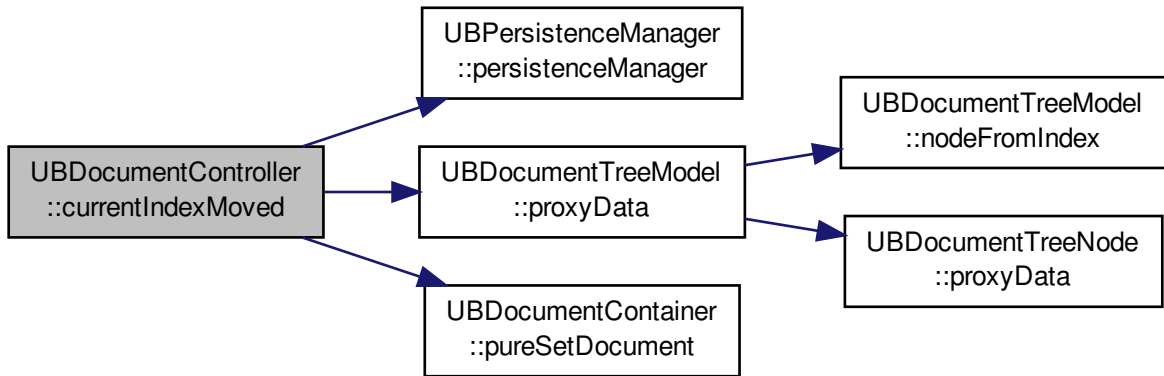 UBDocumentController
::currentIndexMoved
UBPersistenceManager
::persistenceManager
UBDocumentTreeModel
::proxyData
UBDocumentContainer
::pureSetDocument
UBDocumentTreeModel
::nodeFromIndex
UBDocumentTreeNode
::proxyData